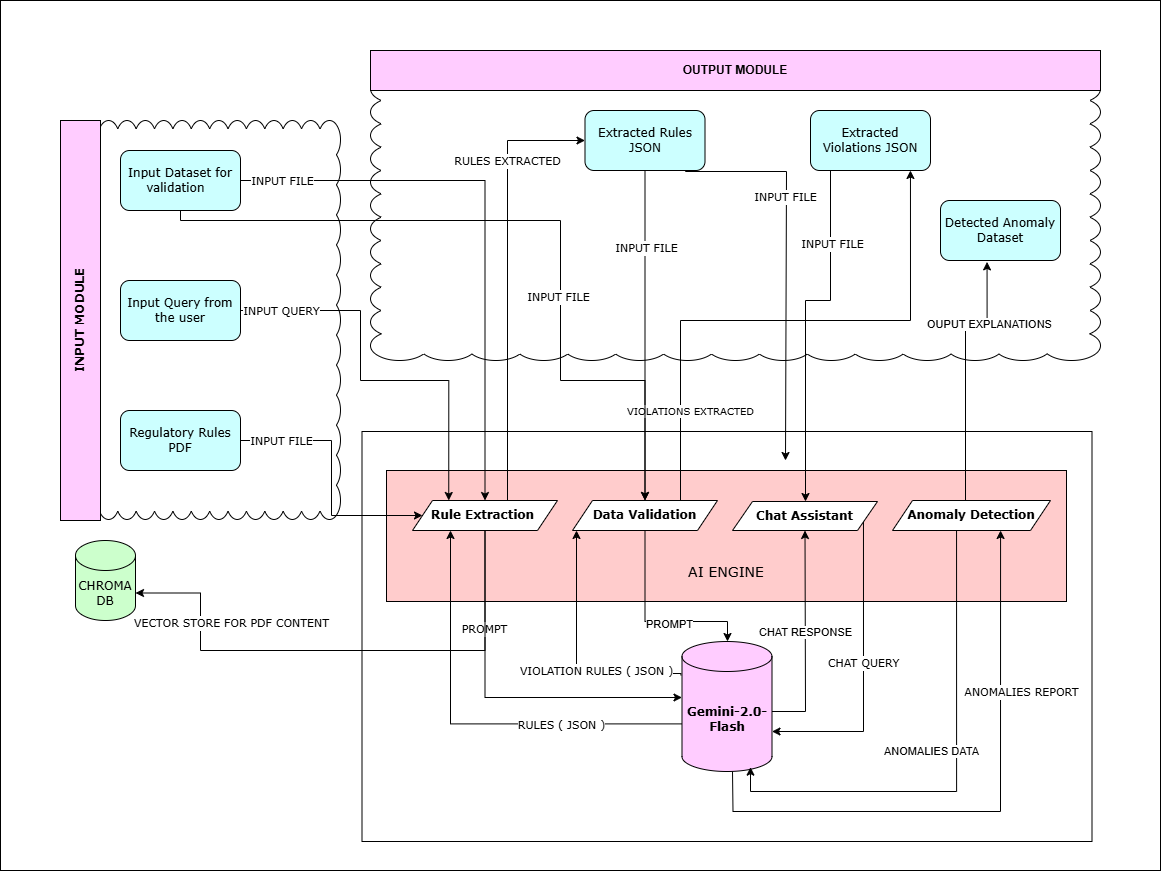 OUTPUT MODULE
INPUT MODULE
Input Dataset for
validation
INPUT FILE
Input Query from
the user
INPUT QUERY
Regulatory Rules
PDF
INPUT FILE
RULES EXTRACTED
Extracted Rules
JSON
Extracted
Violations JSON
Detected Anomaly
Dataset
INPUT FILE
INPUT FILE
INPUT FILE
INPUT FILE
OUPUT EXPLANATIONS
VIOLATIONS EXTRACTED
Rule Extraction
Data Validation
Chat Assistant
Anomaly Detection
AI ENGINE
CHROMA
DB
VECTOR STORE FOR PDF CONTENT
PROMPT
PROMPT
CHAT RESPONSE
CHAT QUERY
VIOLATION RULES ( JSON )
ANOMALIES REPORT
Gemini-2.0-
Flash
RULES ( JSON )
ANOMALIES DATA